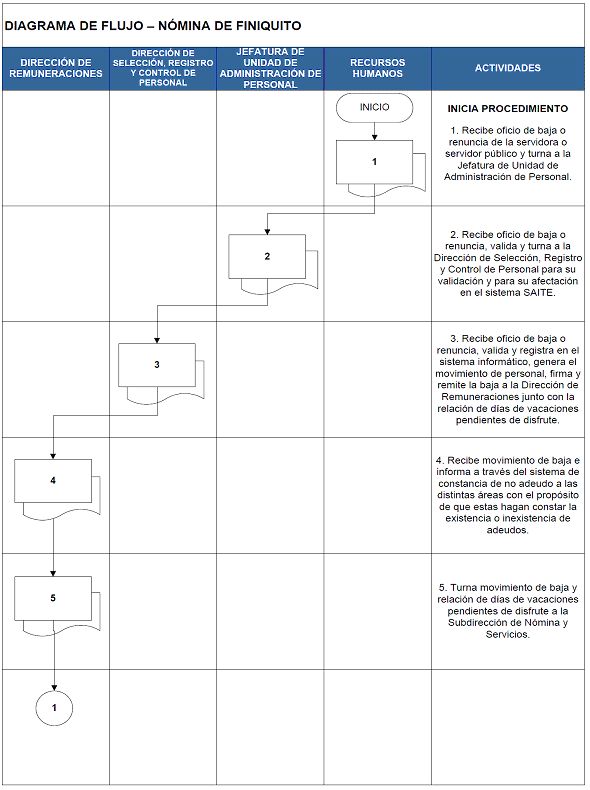 DIAGRAMA DE FLUJO – NÓMINA DE FINIQUITO
DIRECCIÓN DE
REMUNERACIONES
DIRECCIÓN DE
SELECCIÓN, REGISTRO
Y CONTROL DE
PERSONAL
JEFATURA DE
UNIDAD DE
ADMINISTRACIÓN DE
PERSONAL
RECURSOS
HUMANOS
ACTIVIDADES
INICIO
INICIA PROCEDIMIENTO
1
1. Recibe oficio de baja o
renuncia de la servidora o
servidor público y turna a la
Jefatura de Unidad de
Administración de Personal.
2
2. Recibe oficio de baja o
renuncia, valida y turna a la
Dirección de Selección, Registro
y Control de Personal para su
validación y para su afectación
en el sistema SAITE.
3
3. Recibe oficio de baja o
renuncia, valida y registra en el
sistema informático, genera el
movimiento de personal, firma y
remite la baja a la Dirección de
Remuneraciones junto con la
relación de días de vacaciones
pendientes de disfrute.
4
4. Recibe movimiento de baja e
informa a través del sistema de
constancia de no adeudo a las
distintas áreas con el propósito
de que estas hagan constar la
existencia o inexistencia de
adeudos.
5
5. Turna movimiento de baja y
relación de días de vacaciones
pendientes de disfrute a la
Subdirección de Nómina y
Servicios.
1